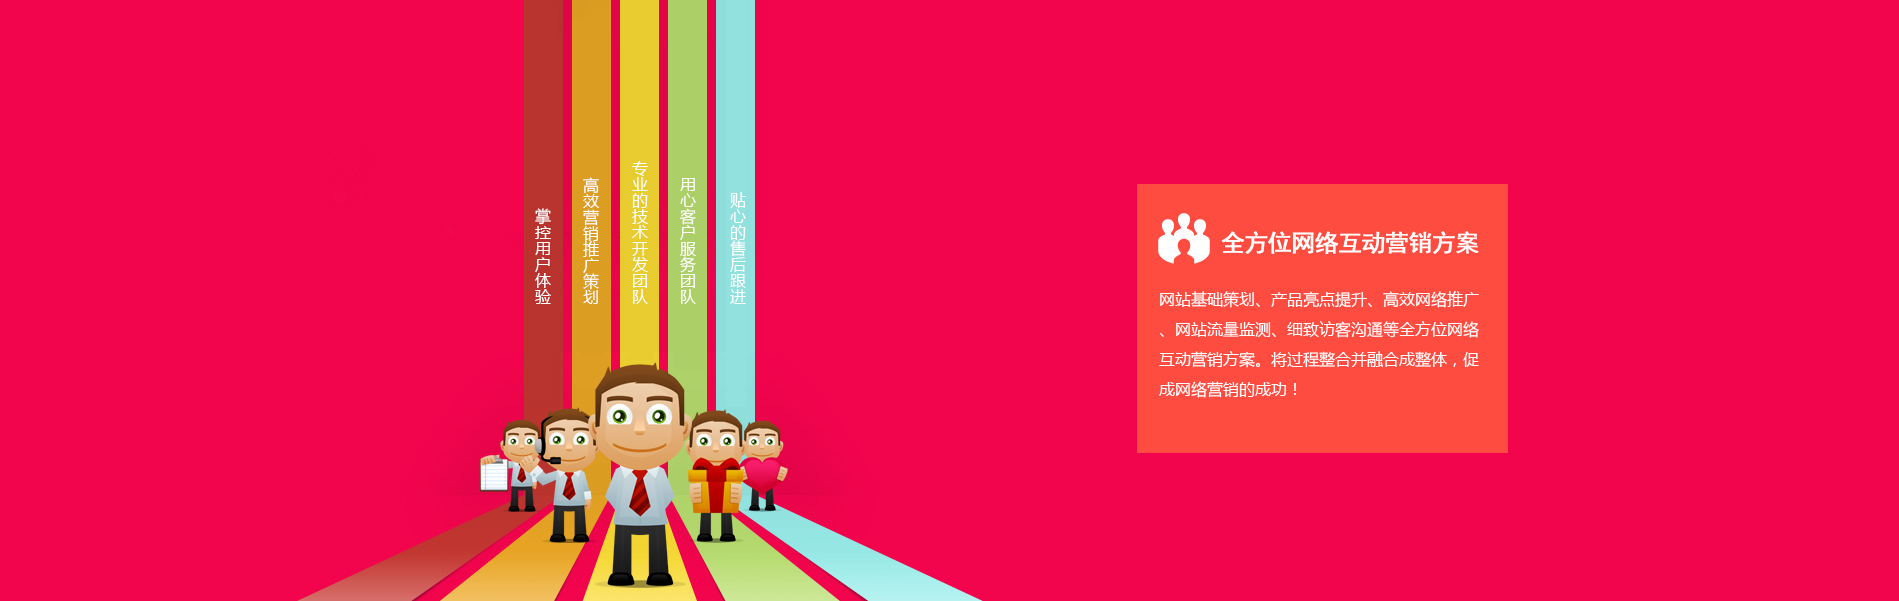 掌控用户体验
高效营销推广策划
专业的技术开发团队
用心客户服务团队
贴心的售后跟进
全方位网络互动营销方案
网站基础策划、产品亮点提升、高效网络推广
、网站流量监测、细致访客沟通等全方位网络
互动营销方案。将过程整合并融合成整体，促
成网络营销的成功！